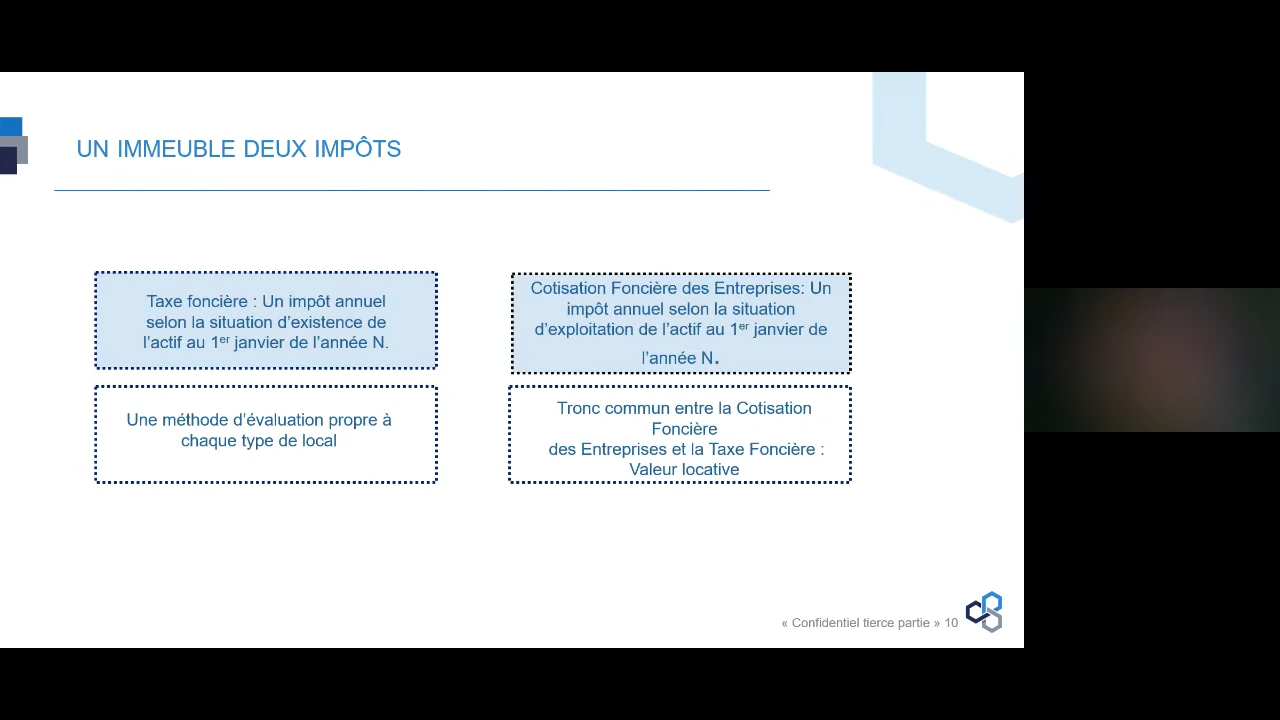 UN IMMEUBLE DEUX IMPÔTS
Taxe foncière : Un impôt annuel
selon la situation d’existence de
l’actif au 1er janvier de l’année N.
Cotisation Foncière des Entreprises: Un
impôt annuel selon la situation
d’exploitation de l’actif au 1er janvier de
l’année N.
Une méthode d’évaluation propre à
chaque type de local
Tronc commun entre la Cotisation
Foncière
des Entreprises et la Taxe Foncière :
Valeur locative
« Confidentiel tierce partie » 10